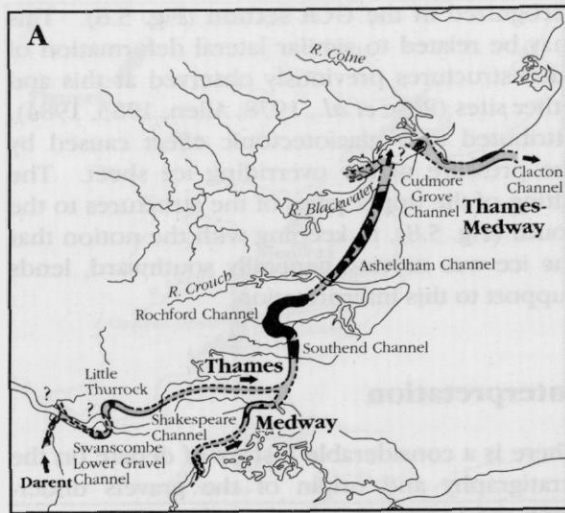 A
R. Colne
R. Blackwater
Cudmore
Grove
Channel
Clacton
Channel
Thames-
Medway
Asheldham Channel
R. Crouch
Rochford Channel
Southend Channel
Little
Thurrock
Thames
Shakespeare
Channel
Medway
Swanscombe
Lower Gravel
Channel
Darent
?
?
?